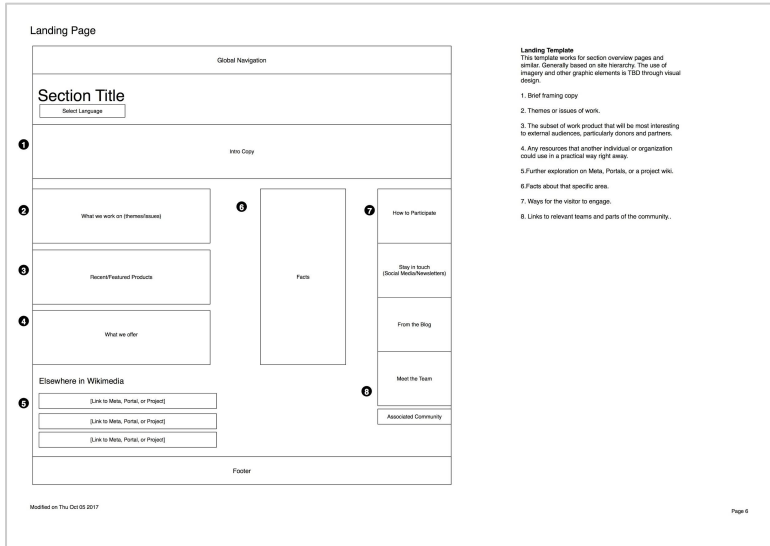 Landing Page
Global Navigation
Section Title
Select Language
1
Intro Copy
2
What we work on (themes/issues)
3
Recent/Featured Products
4
What we offer
6
Facts
7
How to Participate
Stay in touch
(Social Media/Newsletters)
From the Blog
Meet the Team
8
Associated Community
Elsewhere in Wikimedia
5
[Link to Meta, Portal, or Project]
[Link to Meta, Portal, or Project]
[Link to Meta, Portal, or Project]
Footer
Landing Template
This template works for section overview pages and
similar. Generally based on site hierarchy. The use of
imagery and other graphic elements is TBD through visual
design.
1. Brief framing copy
2. Themes or issues of work.
3. The subset of work product that will be most interesting
to external audiences, particularly donors and partners.
4. Any resources that another individual or organization
could use in a practical way right away.
5.Further exploration on Meta, Portals, or a project wiki.
6.Facts about that specific area.
7. Ways for the visitor to engage.
8. Links to relevant teams and parts of the community..
Modified on Thu Oct 05 2017
Page 6